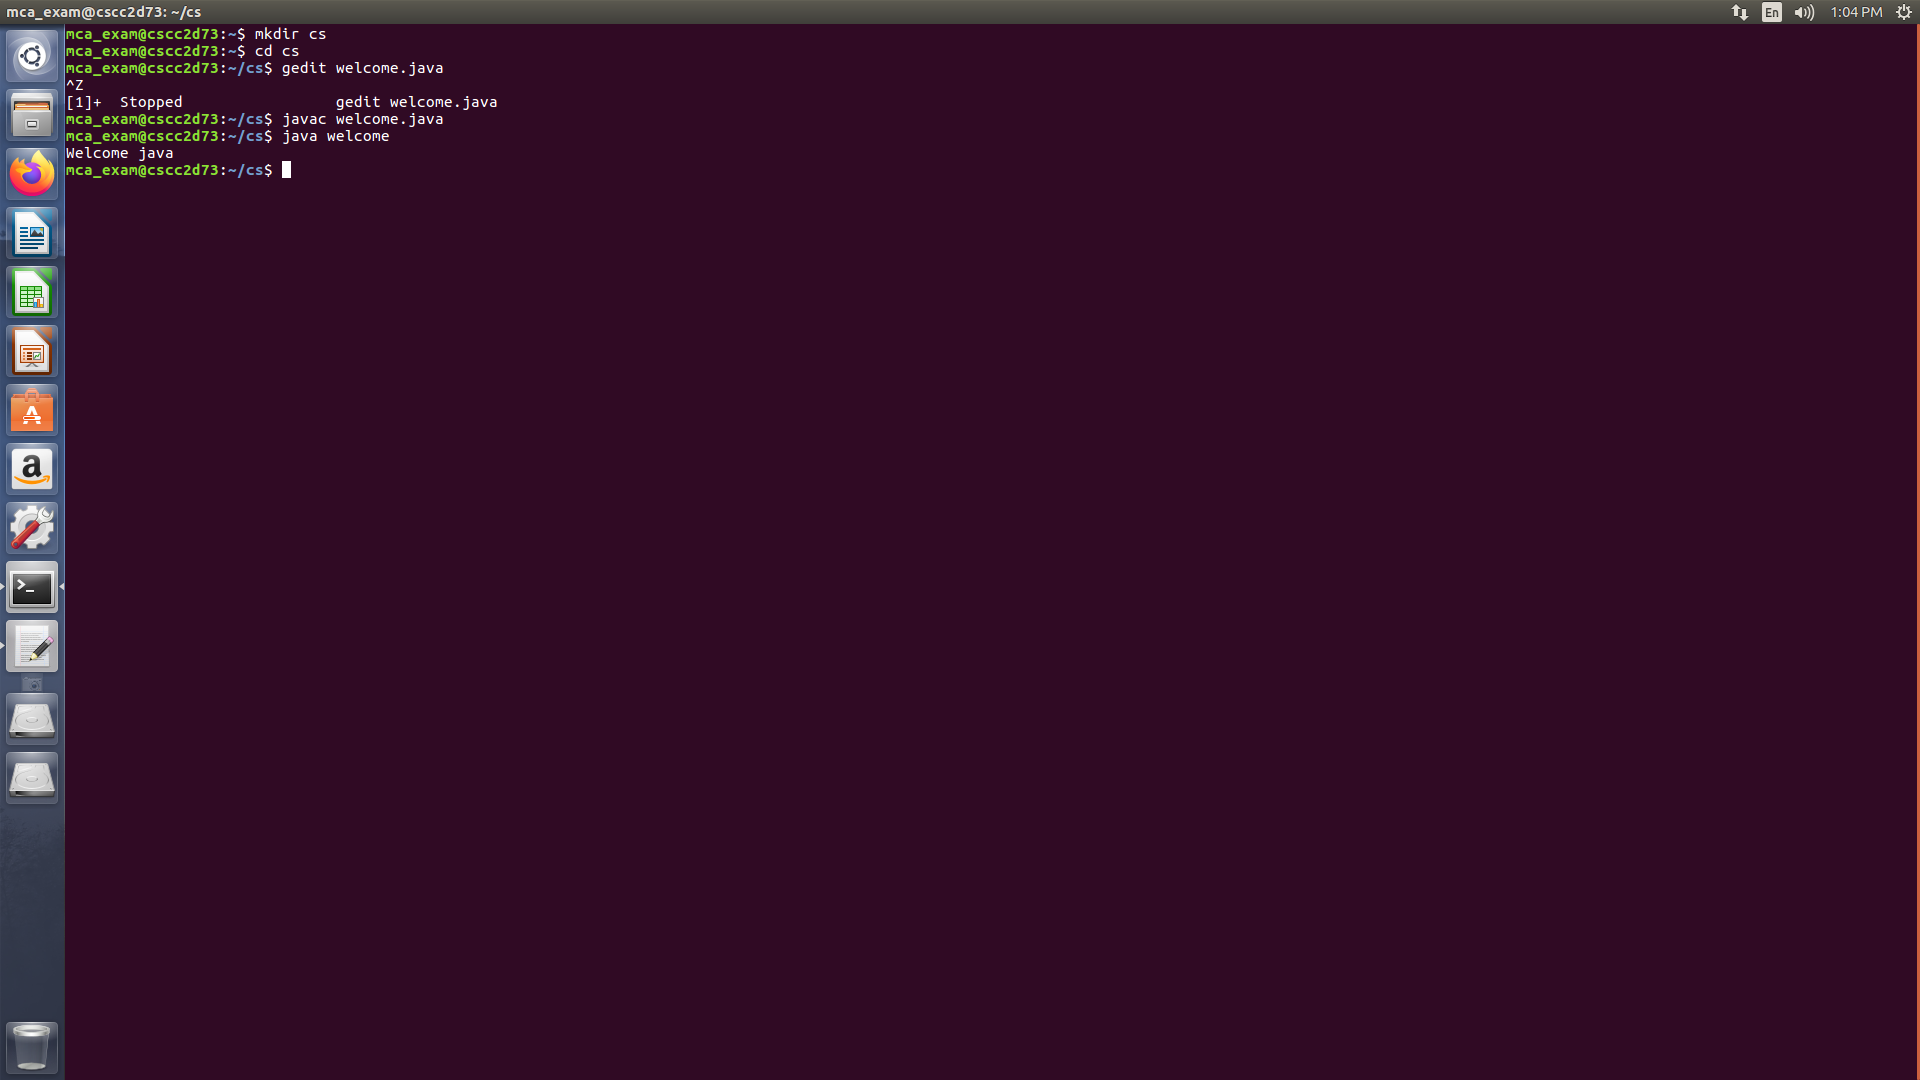 mca_exam@cscc2d73: ~/cs
En
1:04 PM
mca_exam@cscc2d73:~$ mkdir cs
mca_exam@cscc2d73:~$ cd cs
mca_exam@cscc2d73:~/cs$ gedit welcome.java
^Z
[1]+  Stopped                 gedit welcome.java
mca_exam@cscc2d73:~/cs$ javac welcome.java
mca_exam@cscc2d73:~/cs$ java welcome
Welcome java
mca_exam@cscc2d73:~/cs$